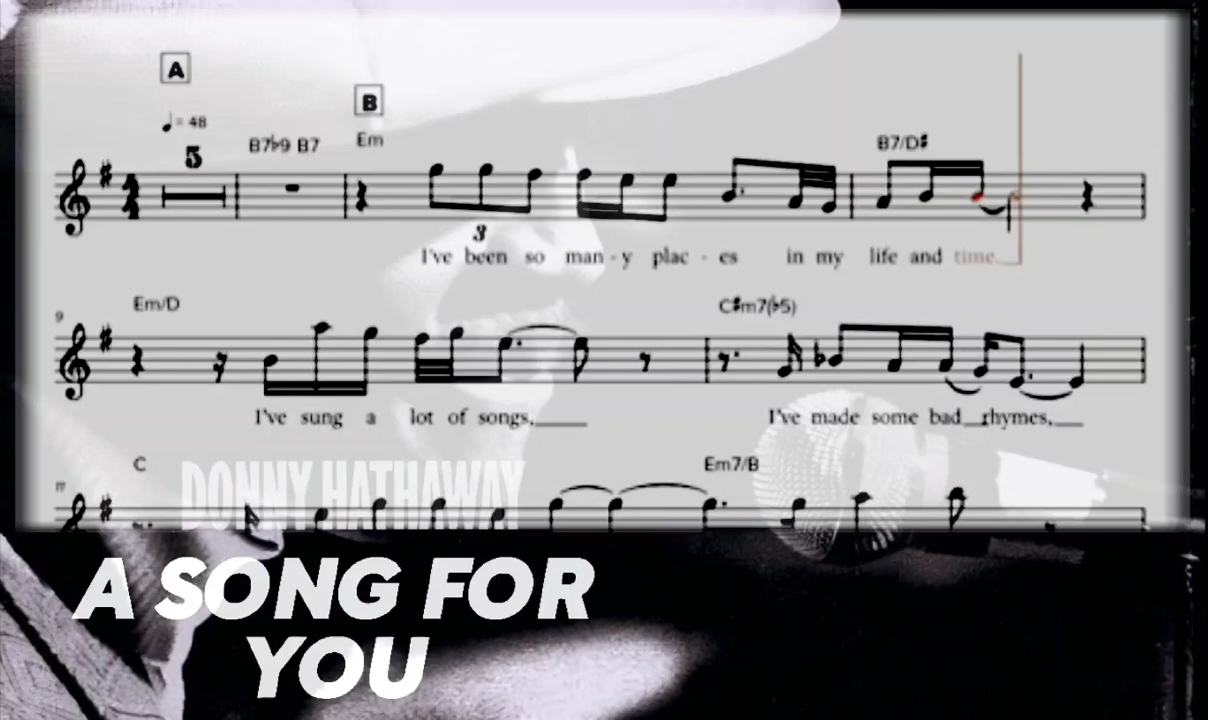 A
♩ = 48
B
5 B7♭9 B7 Em B7/D♯
3
I've been so man - y plac - es in my life and time.
Em/D C♯m7(♭5)
9
I've sung a lot of songs. I've made some bad rhymes,
C Em7/B
11
DONNY HATHAWAY
A SONG FOR
YOU